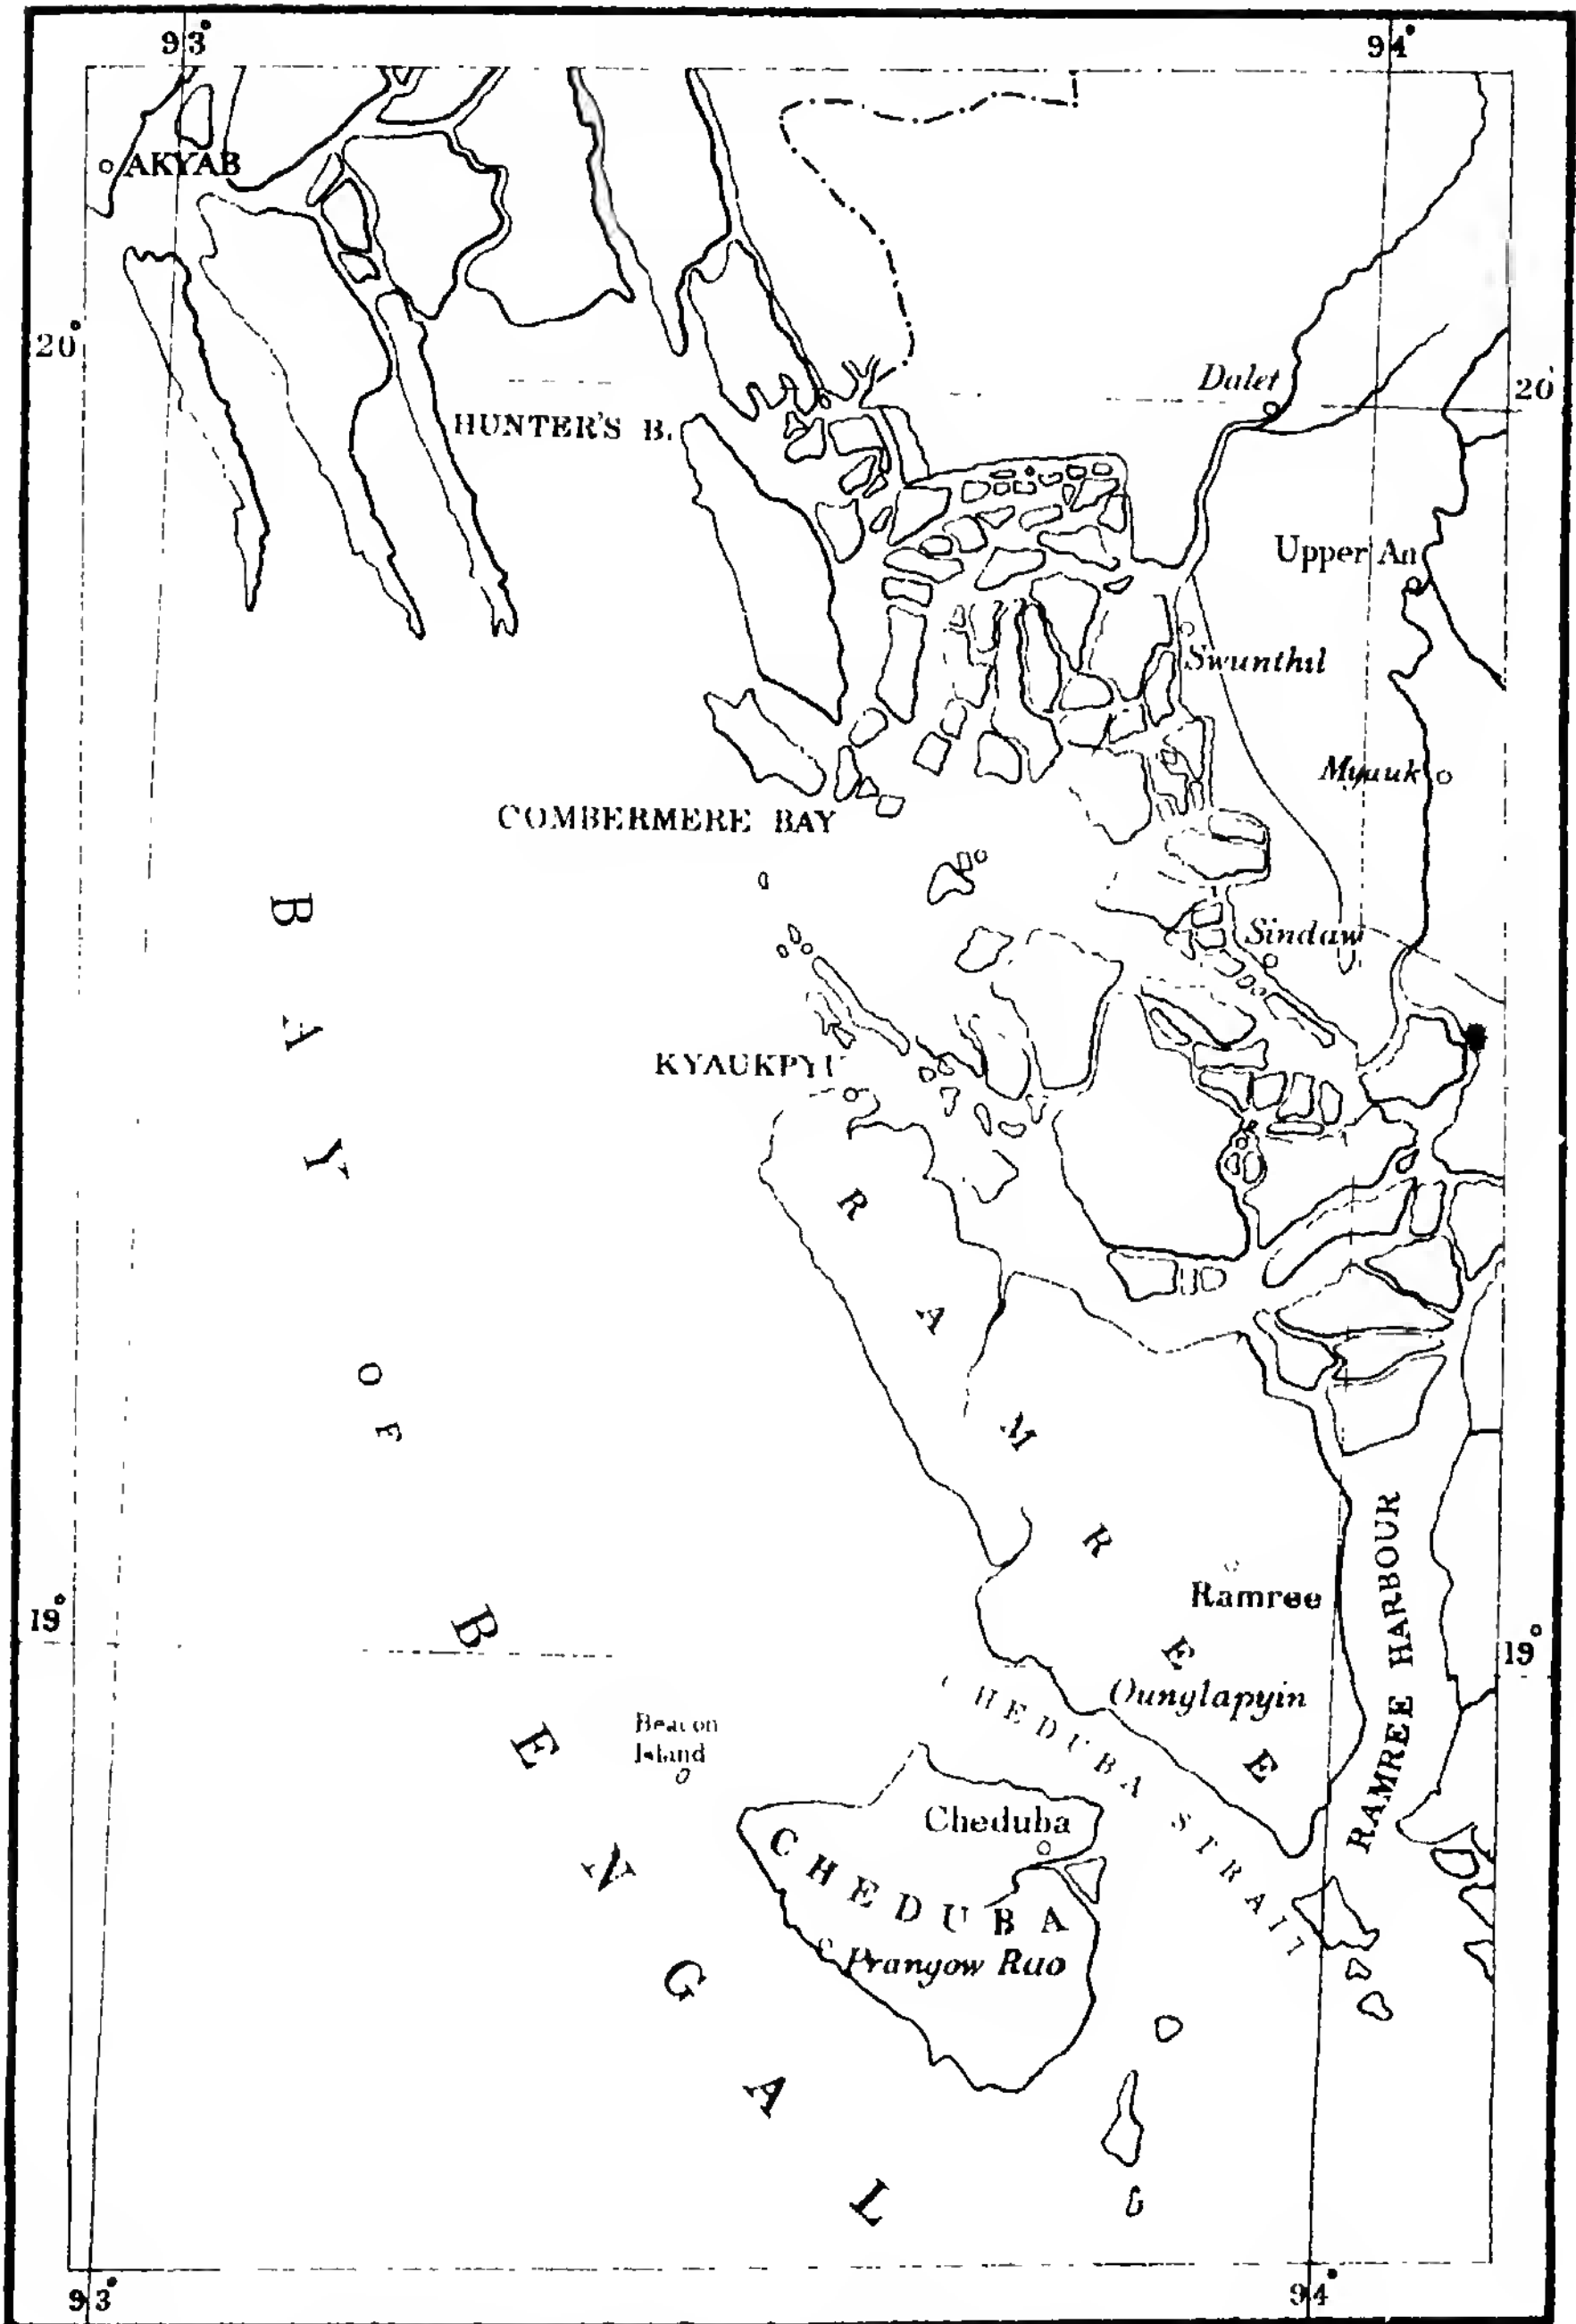 93°
94°
AKYAB
20°
Dalet
20'
HUNTER'S B.
Upper An
Swunthil
Myauk
COMBERMERE BAY
Sindaw
KYAUKPYU
BAY OF BENGAL
RAMREE
Ramree
RAMREE HARBOUR
19°
19°
Ounglapyin
CHEDUBA STRAIT
Beacon
Island
Cheduba
CHEDUBA
Prangow Rao
93°
94°